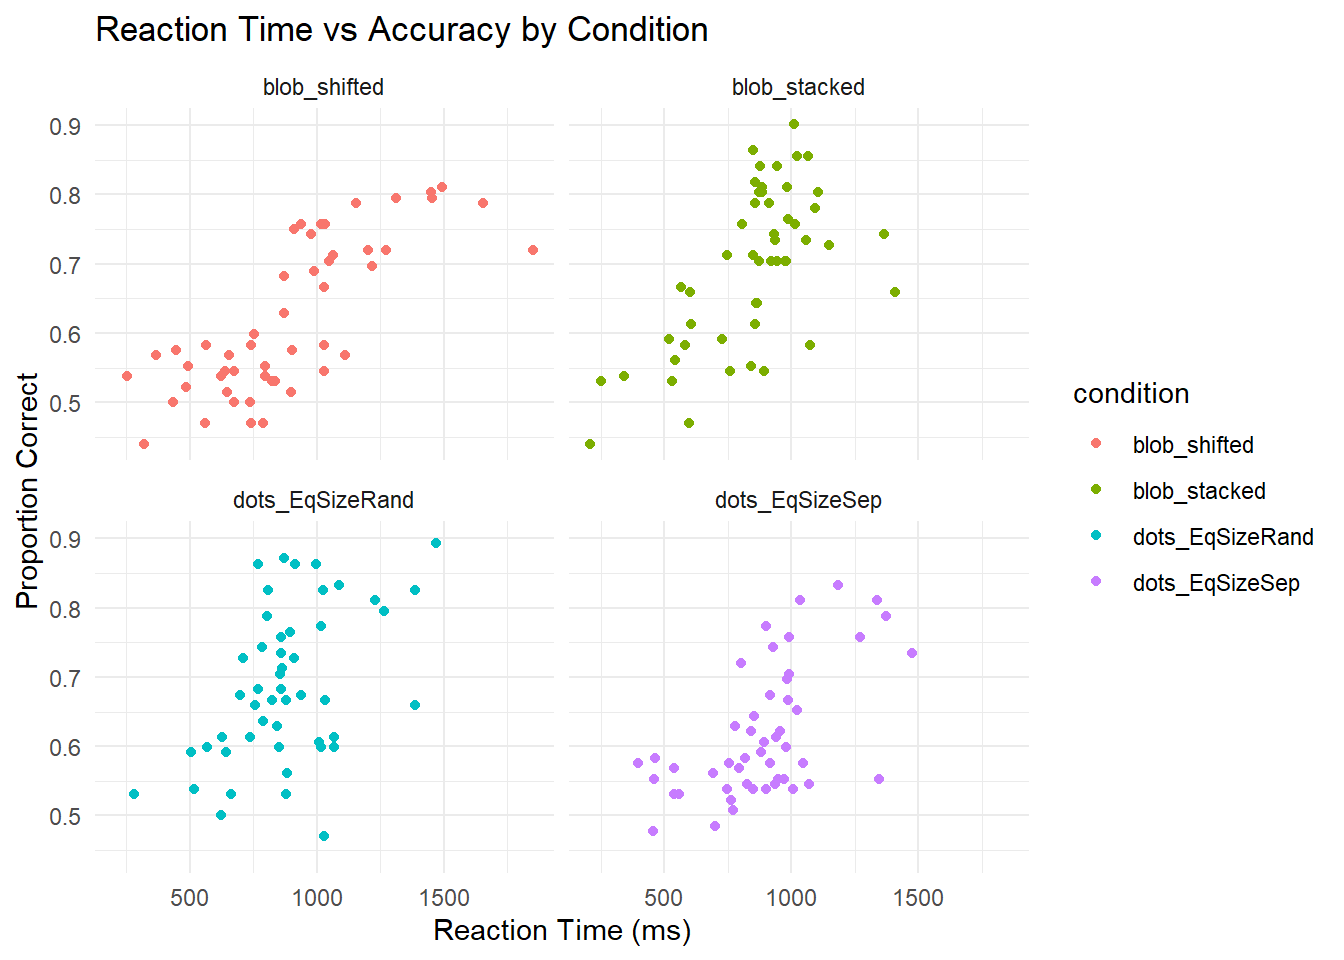 Reaction Time vs Accuracy by Condition
blob_shifted
blob_stacked
0.9
0.8
0.7
0.6
0.5
dots_EqSizeRand
dots_EqSizeSep
0.9
0.8
0.7
0.6
0.5
Proportion Correct
500 1000 1500
500 1000 1500
Reaction Time (ms)
condition
blob_shifted
blob_stacked
dots_EqSizeRand
dots_EqSizeSep